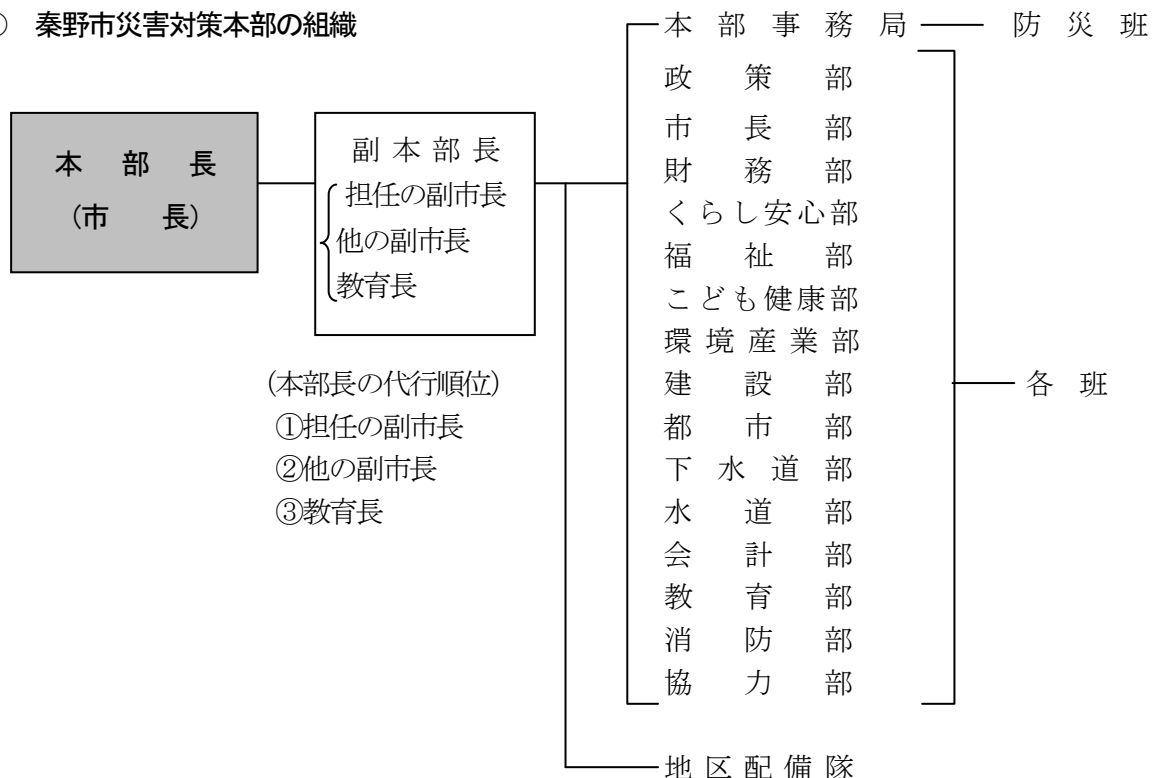 秦野市災害対策本部の組織
本部長
(市長)
副本部長
担任の副市長
他の副市長
教育長
(本部長の代行順位)
①担任の副市長
②他の副市長
③教育長
本部事務局
防災班
政策部
市長部
財務部
くらし安心部
福祉部
こども健康部
環境産業部
建設部
都市部
下水道部
水道部
会計部
教育部
消防部
協力部
各班
地区配備隊